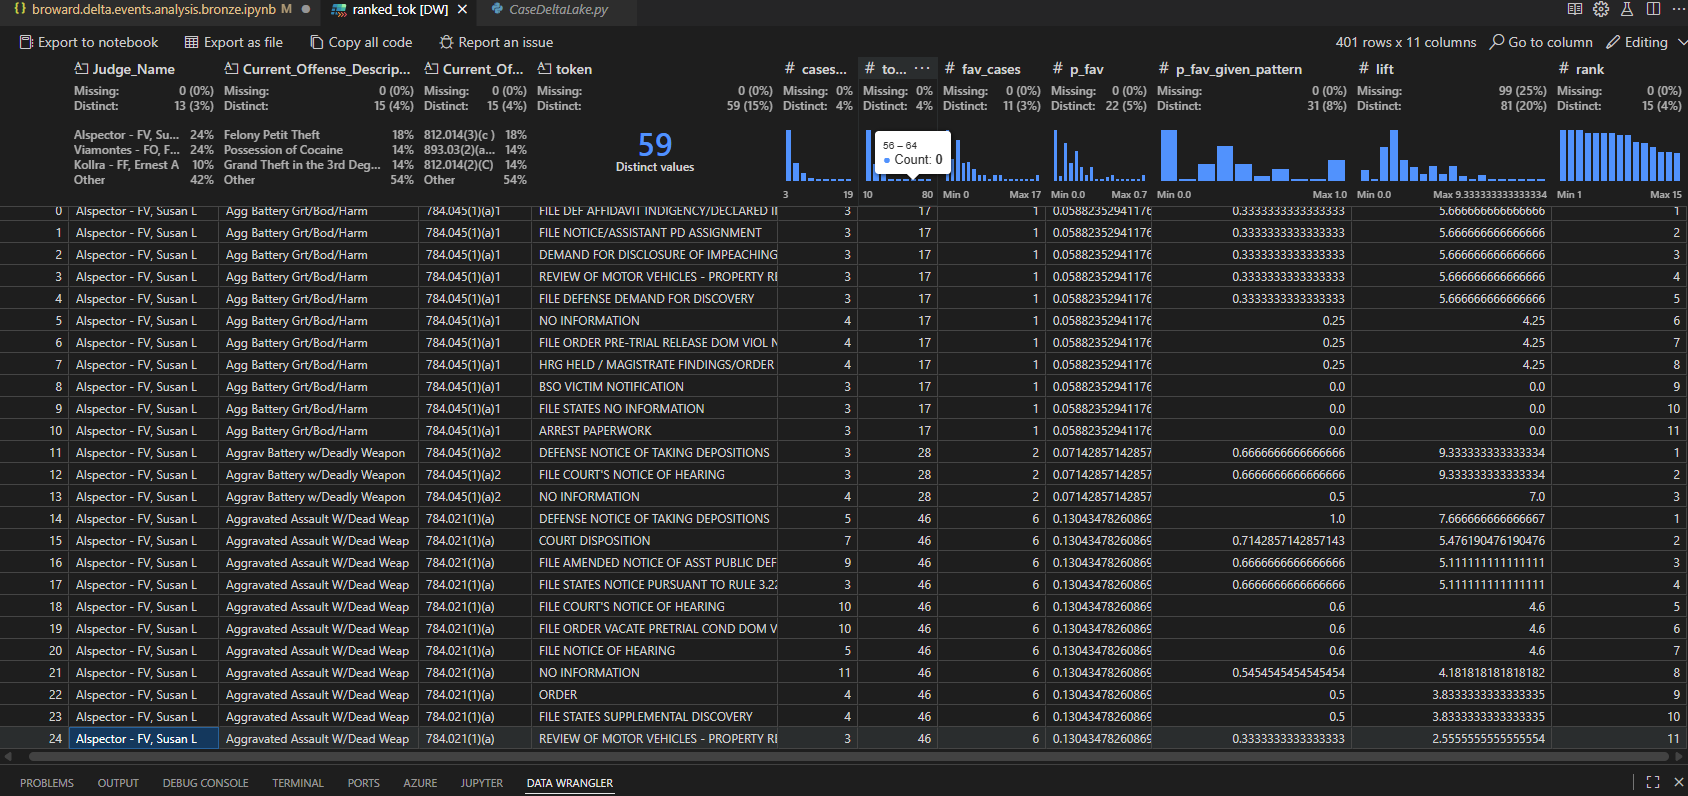 {} broward.delta.events.analysis.bronze.ipynb M ● ranked_tok [DW] × CaseDeltaLake.py
Export to notebook Export as file Copy all code Report an issue 401 rows x 11 columns Go to column Editing
Judge_Name Current_Offense_Descrip... Current_Of... token # cases... # to... ··· # fav_cases # p_fav # p_fav_given_pattern # lift # rank
Missing: 0 (0%) Missing: 0 (0%) Missing: 0 (0%) Missing: 0 (0%) Missing: 0% Missing: 0% Missing: 0 (0%) Missing: 0 (0%) Missing: 0 (0%) Missing: 99 (25%) Missing: 0 (0%)
Distinct: 13 (3%) Distinct: 15 (4%) Distinct: 15 (4%) Distinct: 59 (15%) Distinct: 4% Distinct: 4% Distinct: 11 (3%) Distinct: 22 (5%) Distinct: 31 (8%) Distinct: 81 (20%) Distinct: 15 (4%)
Alspector - FV, Su... 24% Felony Petit Theft 18% 812.014(3)(c ) 18%
Viamontes - FO, F... 24% Possession of Cocaine 14% 893.03(2)(a... 14%
Kollra - FF, Ernest A 10% Grand Theft in the 3rd Deg... 14% 812.014(2)(C) 14%
Other 42% Other 54% Other 54%
59
Distinct values
56 – 64
Count: 0
3 19 10 80 Min 0 Max 17 Min 0.0 Max 0.7 Min 0.0 Max 1.0 Min 0.0 Max 9.333333333333334 Min 1 Max 15
0 Alspector - FV, Susan L Agg Battery Grt/Bod/Harm 784.045(1)(a)1 FILE DEF AFFIDAVIT INDIGENCY/DECLARED I 3 17 1 0.05882352941176 0.3333333333333333 5.666666666666666 1
1 Alspector - FV, Susan L Agg Battery Grt/Bod/Harm 784.045(1)(a)1 FILE NOTICE/ASSISTANT PD ASSIGNMENT 3 17 1 0.05882352941176 0.3333333333333333 5.666666666666666 2
2 Alspector - FV, Susan L Agg Battery Grt/Bod/Harm 784.045(1)(a)1 DEMAND FOR DISCLOSURE OF IMPEACHING 3 17 1 0.05882352941176 0.3333333333333333 5.666666666666666 3
3 Alspector - FV, Susan L Agg Battery Grt/Bod/Harm 784.045(1)(a)1 REVIEW OF MOTOR VEHICLES - PROPERTY RI 3 17 1 0.05882352941176 0.3333333333333333 5.666666666666666 4
4 Alspector - FV, Susan L Agg Battery Grt/Bod/Harm 784.045(1)(a)1 FILE DEFENSE DEMAND FOR DISCOVERY 3 17 1 0.05882352941176 0.3333333333333333 5.666666666666666 5
5 Alspector - FV, Susan L Agg Battery Grt/Bod/Harm 784.045(1)(a)1 NO INFORMATION 4 17 1 0.05882352941176 0.25 4.25 6
6 Alspector - FV, Susan L Agg Battery Grt/Bod/Harm 784.045(1)(a)1 FILE ORDER PRE-TRIAL RELEASE DOM VIOL N 4 17 1 0.05882352941176 0.25 4.25 7
7 Alspector - FV, Susan L Agg Battery Grt/Bod/Harm 784.045(1)(a)1 HRG HELD / MAGISTRATE FINDINGS/ORDER 4 17 1 0.05882352941176 0.25 4.25 8
8 Alspector - FV, Susan L Agg Battery Grt/Bod/Harm 784.045(1)(a)1 BSO VICTIM NOTIFICATION 3 17 1 0.05882352941176 0.0 0.0 9
9 Alspector - FV, Susan L Agg Battery Grt/Bod/Harm 784.045(1)(a)1 FILE STATES NO INFORMATION 3 17 1 0.05882352941176 0.0 0.0 10
10 Alspector - FV, Susan L Agg Battery Grt/Bod/Harm 784.045(1)(a)1 ARREST PAPERWORK 3 17 1 0.05882352941176 0.0 0.0 11
11 Alspector - FV, Susan L Aggrav Battery w/Deadly Weapon 784.045(1)(a)2 DEFENSE NOTICE OF TAKING DEPOSITIONS 3 28 2 0.07142857142857 0.6666666666666666 9.333333333333334 1
12 Alspector - FV, Susan L Aggrav Battery w/Deadly Weapon 784.045(1)(a)2 FILE COURT'S NOTICE OF HEARING 3 28 2 0.07142857142857 0.6666666666666666 9.333333333333334 2
13 Alspector - FV, Susan L Aggrav Battery w/Deadly Weapon 784.045(1)(a)2 NO INFORMATION 4 28 2 0.07142857142857 0.5 7.0 3
14 Alspector - FV, Susan L Aggravated Assault W/Dead Weap 784.021(1)(a) DEFENSE NOTICE OF TAKING DEPOSITIONS 5 46 6 0.13043478260869 1.0 7.666666666666667 1
15 Alspector - FV, Susan L Aggravated Assault W/Dead Weap 784.021(1)(a) COURT DISPOSITION 7 46 6 0.13043478260869 0.7142857142857143 5.476190476190476 2
16 Alspector - FV, Susan L Aggravated Assault W/Dead Weap 784.021(1)(a) FILE AMENDED NOTICE OF ASST PUBLIC DEF 9 46 6 0.13043478260869 0.6666666666666666 5.111111111111111 3
17 Alspector - FV, Susan L Aggravated Assault W/Dead Weap 784.021(1)(a) FILE STATES NOTICE PURSUANT TO RULE 3.22 3 46 6 0.13043478260869 0.6666666666666666 5.111111111111111 4
18 Alspector - FV, Susan L Aggravated Assault W/Dead Weap 784.021(1)(a) FILE COURT'S NOTICE OF HEARING 10 46 6 0.13043478260869 0.6 4.6 5
19 Alspector - FV, Susan L Aggravated Assault W/Dead Weap 784.021(1)(a) FILE ORDER VACATE PRETRIAL COND DOM V 10 46 6 0.13043478260869 0.6 4.6 6
20 Alspector - FV, Susan L Aggravated Assault W/Dead Weap 784.021(1)(a) FILE NOTICE OF HEARING 5 46 6 0.13043478260869 0.6 4.6 7
21 Alspector - FV, Susan L Aggravated Assault W/Dead Weap 784.021(1)(a) NO INFORMATION 11 46 6 0.13043478260869 0.5454545454545454 4.181818181818182 8
22 Alspector - FV, Susan L Aggravated Assault W/Dead Weap 784.021(1)(a) ORDER 4 46 6 0.13043478260869 0.5 3.8333333333333335 9
23 Alspector - FV, Susan L Aggravated Assault W/Dead Weap 784.021(1)(a) FILE STATES SUPPLEMENTAL DISCOVERY 4 46 6 0.13043478260869 0.5 3.8333333333333335 10
24 Alspector - FV, Susan L Aggravated Assault W/Dead Weap 784.021(1)(a) REVIEW OF MOTOR VEHICLES - PROPERTY RI 3 46 6 0.13043478260869 0.3333333333333333 2.5555555555555554 11
PROBLEMS OUTPUT DEBUG CONSOLE TERMINAL PORTS AZURE JUPYTER DATA WRANGLER